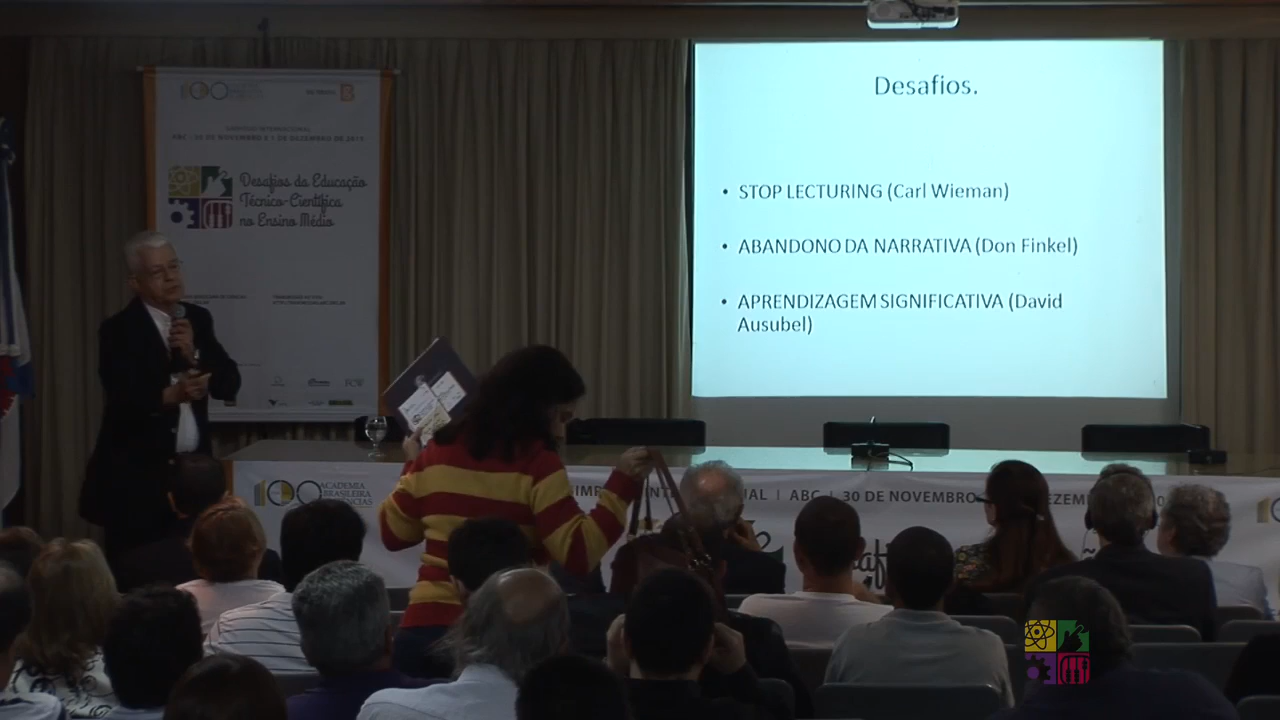 Desafios.
• STOP LECTURING (Carl Wieman)
• ABANDONO DA NARRATIVA (Don Finkel)
• APRENDIZAGEM SIGNIFICATIVA (David
Ausubel)
Desafios da Educação
Técnico-Científica
no Ensino Médio
ACADEMIA
BRASILEIRA
| ABC | 30 DE NOVEMBRO